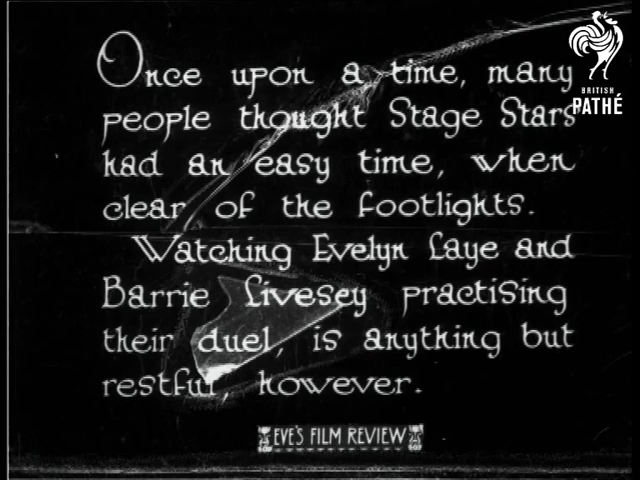 Once upon a time, many
people thought Stage Stars
had an easy time, when
clear of the footlights.
Watching Evelyn Laye and
Barrie Livesey practising
their duel, is anything but
restful, however.
EVE'S FILM REVIEW
BRITISH
PATHÉ